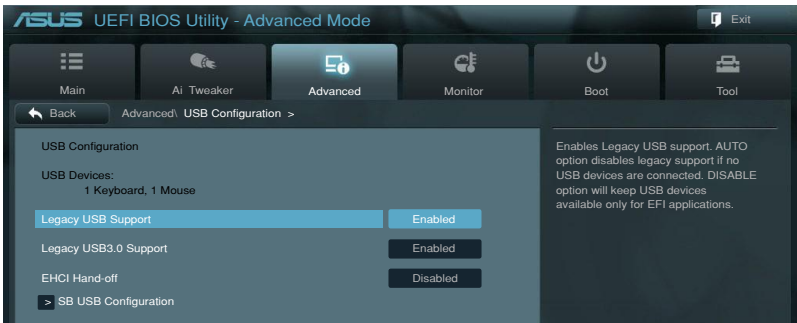 ASUS UEFI BIOS Utility - Advanced Mode
Exit
Main
Ai Tweaker
Advanced
Monitor
Boot
Tool
Back
Advanced\ USB Configuration >
USB Configuration
USB Devices:
1 Keyboard, 1 Mouse
Legacy USB Support Enabled
Legacy USB3.0 Support Enabled
EHCI Hand-off Disabled
> SB USB Configuration
Enables Legacy USB support. AUTO
option disables legacy support if no
USB devices are connected. DISABLE
option will keep USB devices
available only for EFI applications.